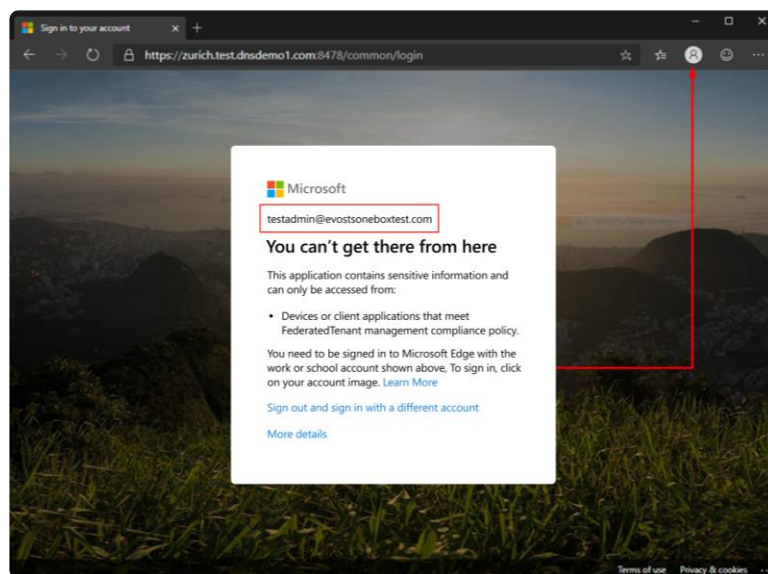 Sign in to your account
https://zurich.test.dnsdemo1.com:8478/common/login
Microsoft
testadmin@evostsoneboxtest.com
You can't get there from here
This application contains sensitive information and
can only be accessed from:
• Devices or client applications that meet
FederatedTenant management compliance policy.
You need to be signed in to Microsoft Edge with the
work or school account shown above, To sign in, click
on your account image. Learn More
Sign out and sign in with a different account
More details
Terms of use Privacy & cookies